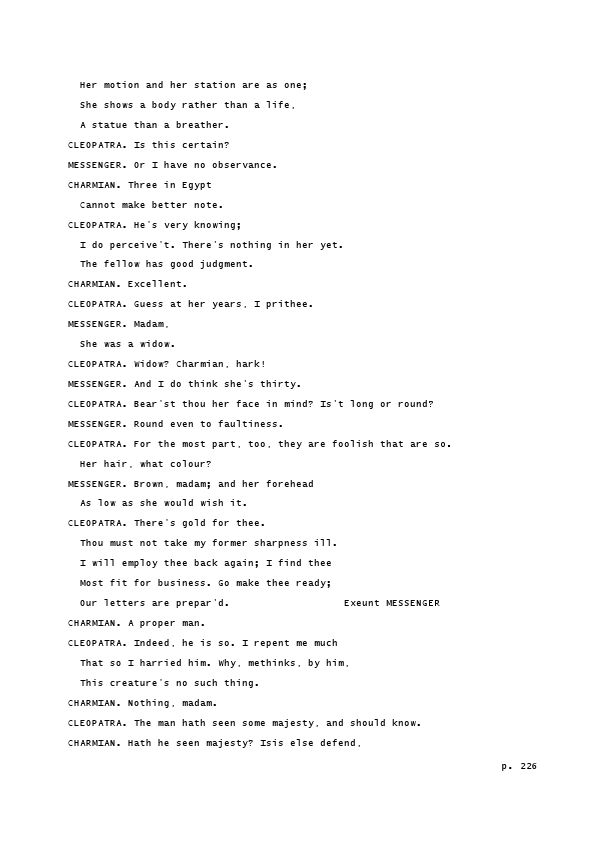 Her motion and her station are as one;
She shows a body rather than a life,
A statue than a breather.
CLEOPATRA. Is this certain?
MESSENGER. Or I have no observance.
CHARMIAN. Three in Egypt
Cannot make better note.
CLEOPATRA. He's very knowing;
I do perceive't. There's nothing in her yet.
The fellow has good judgment.
CHARMIAN. Excellent.
CLEOPATRA. Guess at her years, I prithee.
MESSENGER. Madam,
She was a widow.
CLEOPATRA. Widow? Charmian, hark!
MESSENGER. And I do think she's thirty.
CLEOPATRA. Bear'st thou her face in mind? Is't long or round?
MESSENGER. Round even to faultiness.
CLEOPATRA. For the most part, too, they are foolish that are so.
Her hair, what colour?
MESSENGER. Brown, madam; and her forehead
As low as she would wish it.
CLEOPATRA. There's gold for thee.
Thou must not take my former sharpness ill.
I will employ thee back again; I find thee
Most fit for business. Go make thee ready;
Our letters are prepar'd. Exeunt MESSENGER
CHARMIAN. A proper man.
CLEOPATRA. Indeed, he is so. I repent me much
That so I harried him. Why, methinks, by him,
This creature's no such thing.
CHARMIAN. Nothing, madam.
CLEOPATRA. The man hath seen some majesty, and should know.
CHARMIAN. Hath he seen majesty? Isis else defend,
p. 226